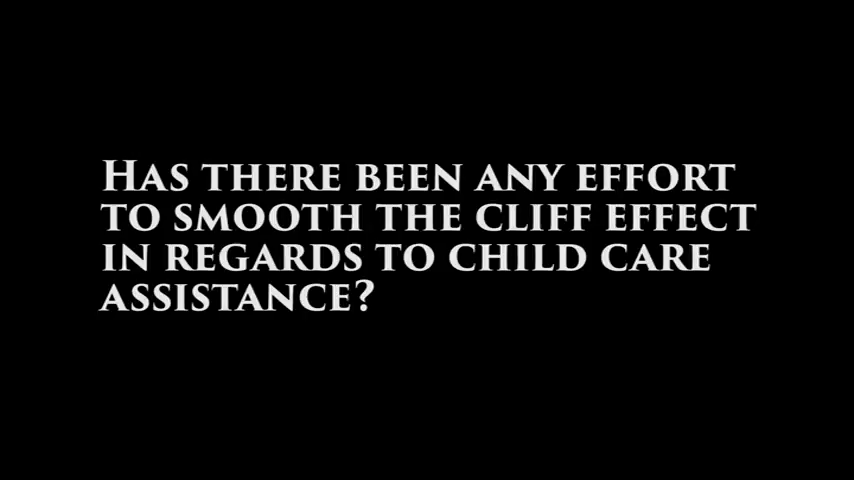 Has there been any effort
to smooth the cliff effect
in regards to child care
assistance?